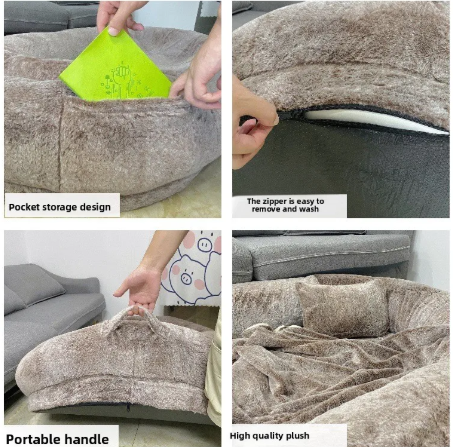 Pocket storage design
The zipper is easy to
remove and wash
Portable handle
High quality plush